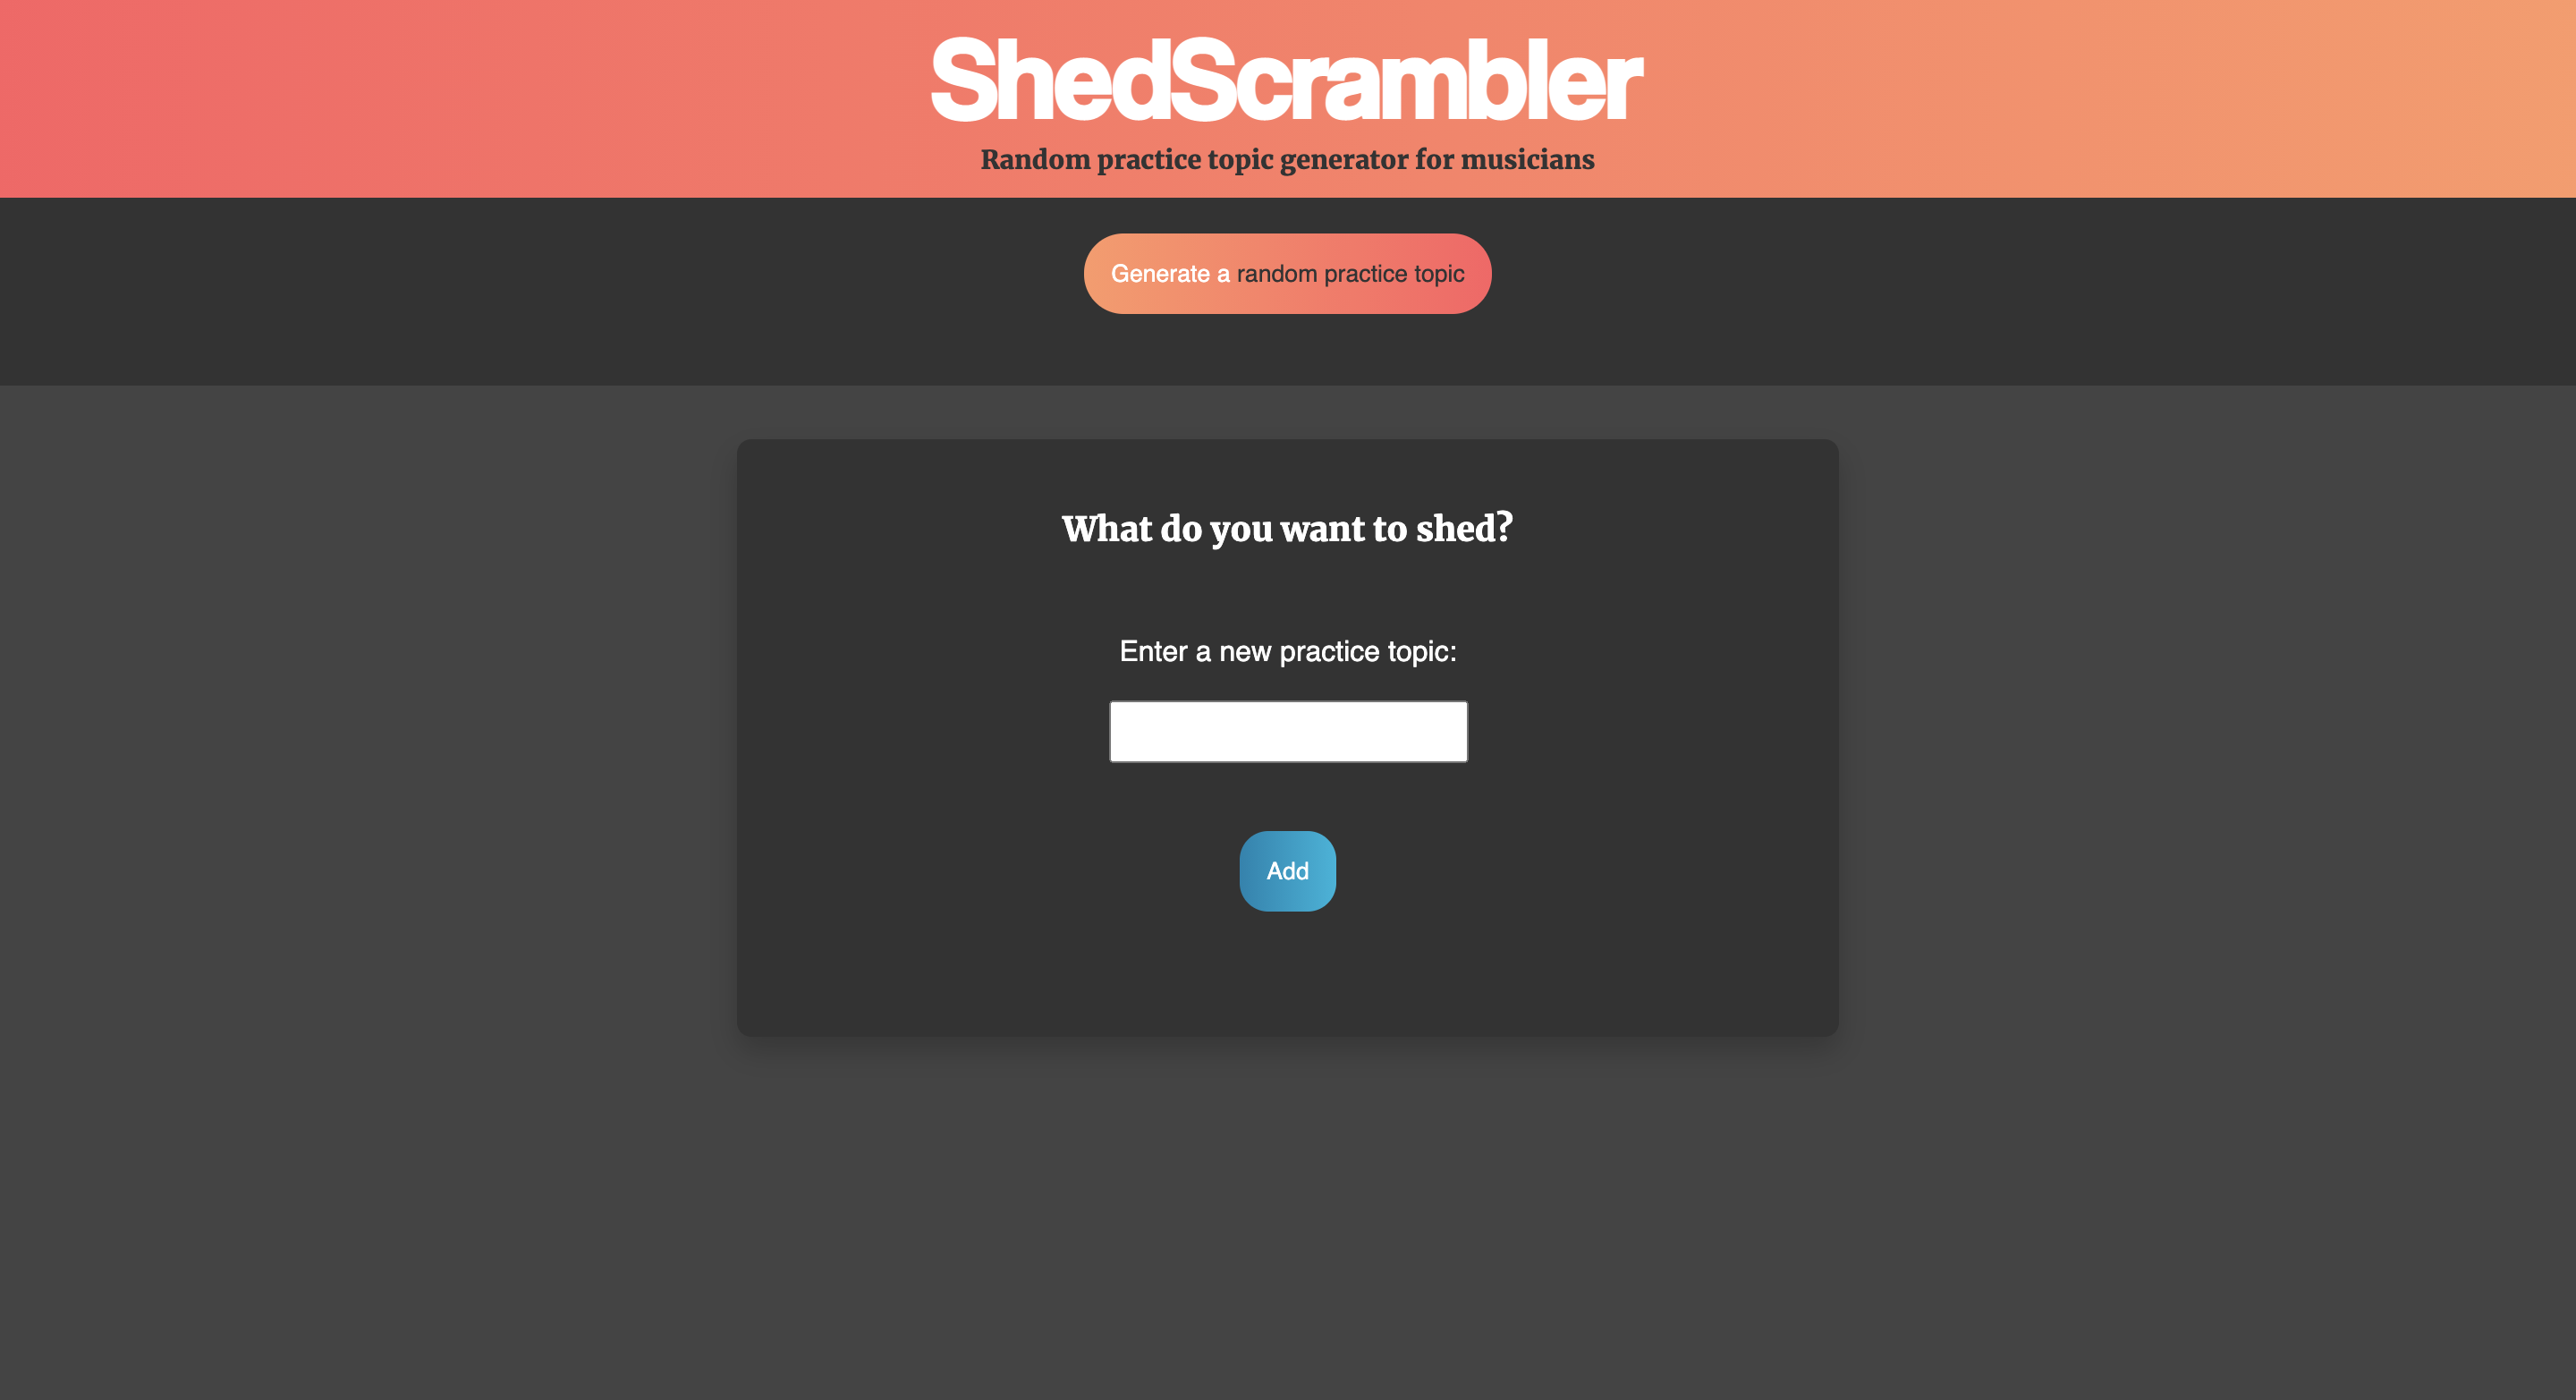 ShedScrambler
Random practice topic generator for musicians
Generate a random practice topic
What do you want to shed?
Enter a new practice topic:
Add